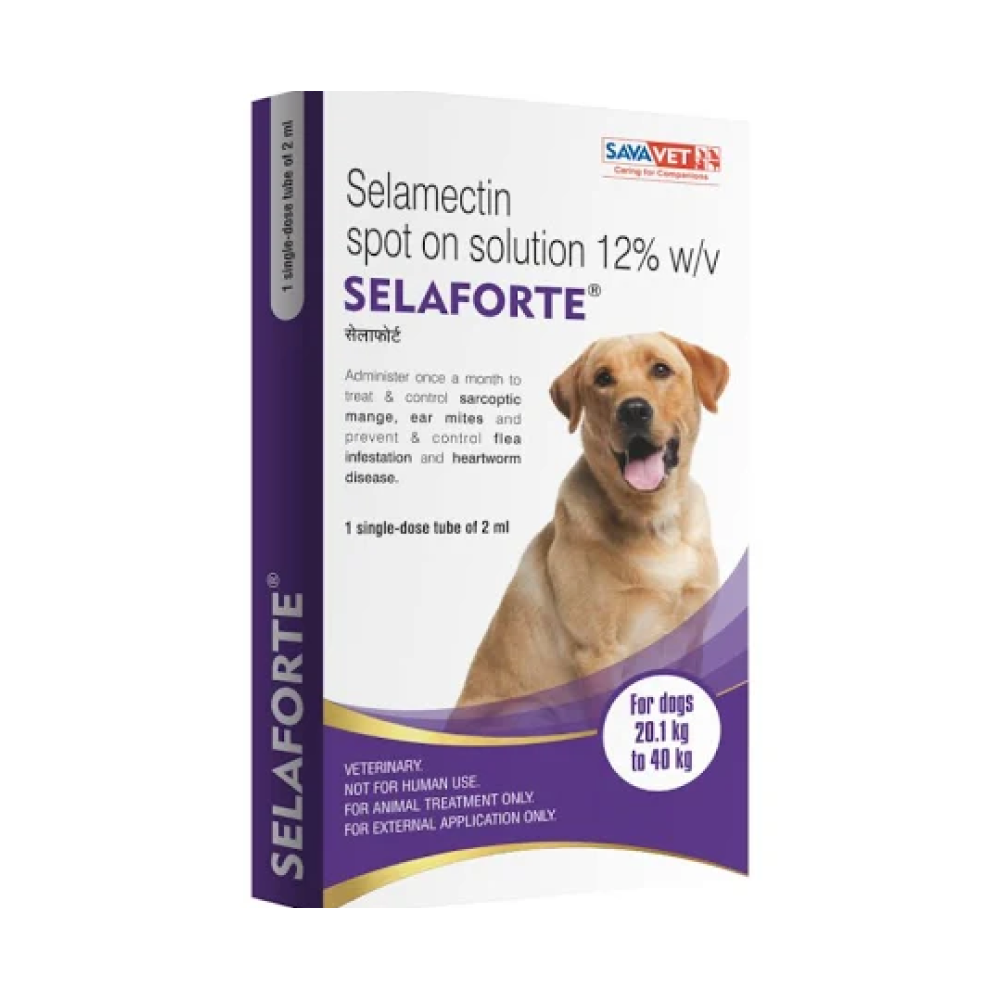 1 single-dose tube of 2 ml
SELAFORTE®
SAVAVET
Caring for Companions
Selamectin
spot on solution 12% w/v
SELAFORTE®
सेलाफोर्ट
Administer once a month to
treat & control sarcoptic
mange, ear mites and
prevent & control flea
infestation and heartworm
disease.
1 single-dose tube of 2 ml
For dogs
20.1 kg
to 40 kg
VETERINARY.
NOT FOR HUMAN USE.
FOR ANIMAL TREATMENT ONLY.
FOR EXTERNAL APPLICATION ONLY.